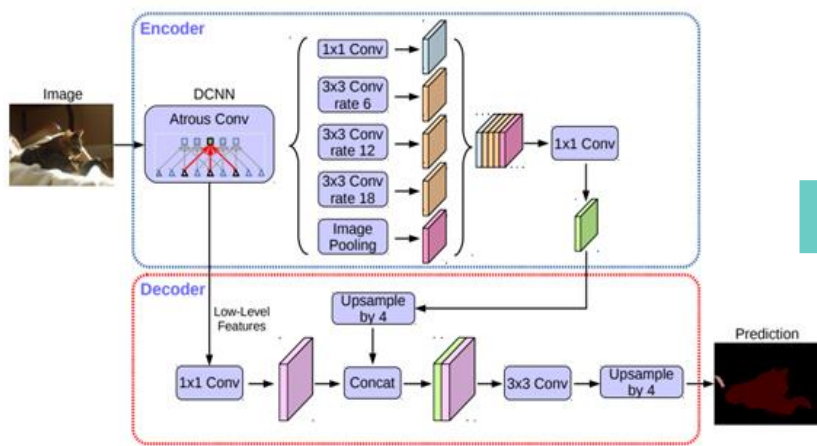 Encoder
Image
DCNN
Atrous Conv
1x1 Conv
3x3 Conv
rate 6
3x3 Conv
rate 12
3x3 Conv
rate 18
Image
Pooling
1x1 Conv
Decoder
Low-Level
Features
Upsample
by 4
1x1 Conv
Concat
3x3 Conv
Upsample
by 4
Prediction